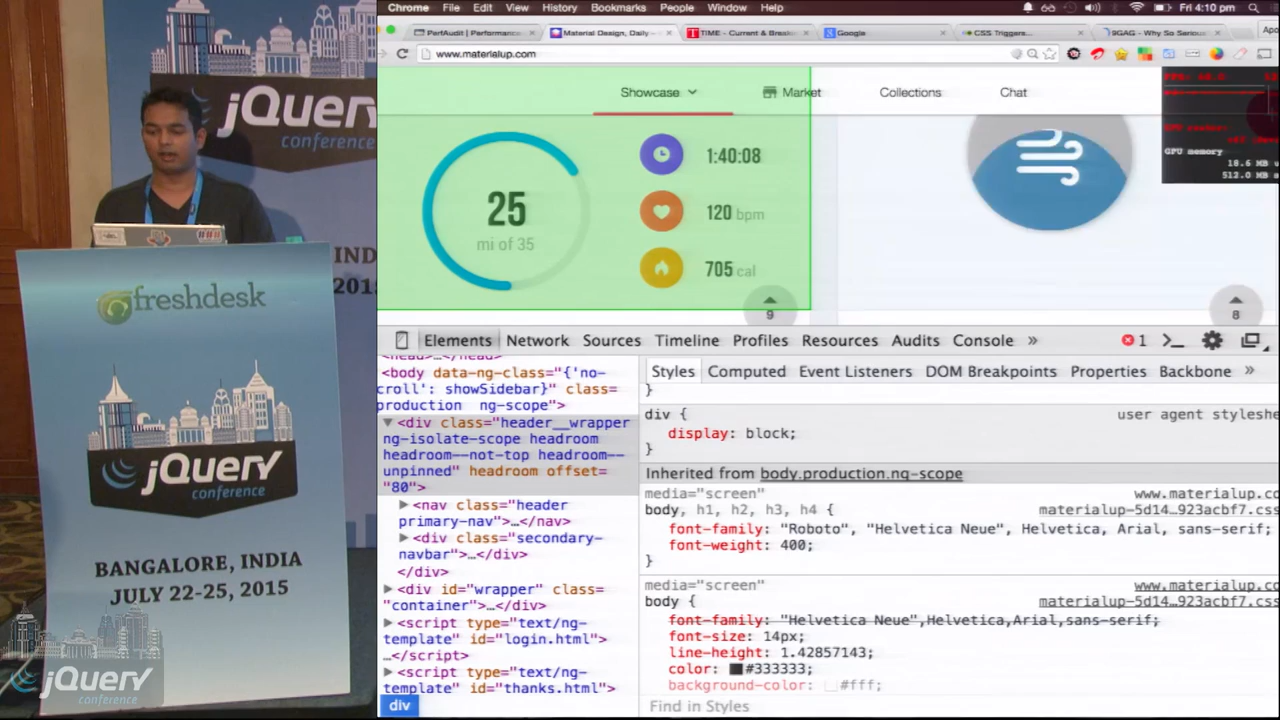 jQuery
conference
INDIA
2015
freshdesk
jQuery
conference
BANGALORE, INDIA
JULY 22-25, 2015
jQuery
conference
Chrome File Edit View History Bookmarks People Window Help
Fri 4:10 pm
PerfAudit | Performance
Material Design, Daily –
TIME - Current & Break
Google
CSS Triggers...
9GAG - Why So Serious
www.materialup.com
Showcase
Market
Collections
Chat
25
mi of 35
1:40:08
120 bpm
705 cal
9
8
GPU memory
18.6 MB u
512.0 MB
Elements Network Sources Timeline Profiles Resources Audits Console »
1
<head>…</head>
<body data-ng-class="{'no-
scroll': showSidebar}" class=
production ng-scope">
<div class="header__wrapper
ng-isolate-scope headroom
headroom--not-top headroom--
unpinned" headroom offset=
"80">
<nav class="header
primary-nav">…</nav>
<div class="secondary-
navbar">…</div>
</div>
<div id="wrapper" class=
"container">…</div>
<script type="text/ng-
template" id="login.html">
…</script>
<script type="text/ng-
template" id="thanks.html">
div
Styles Computed Event Listeners DOM Breakpoints Properties Backbone »
}
div {
user agent styleshe
display: block;
}
Inherited from body.production.ng-scope
media="screen"
www.materialup.co
body, h1, h2, h3, h4 {
materialup-5d14…923acbf7.css
font-family: "Roboto", "Helvetica Neue", Helvetica, Arial, sans-serif;
font-weight: 400;
}
media="screen"
www.materialup.co
body {
materialup-5d14…923acbf7.css
font-family: "Helvetica Neue",Helvetica,Arial,sans-serif;
font-size: 14px;
line-height: 1.42857143;
color: #333333;
background-color: #fff;
Find in Styles